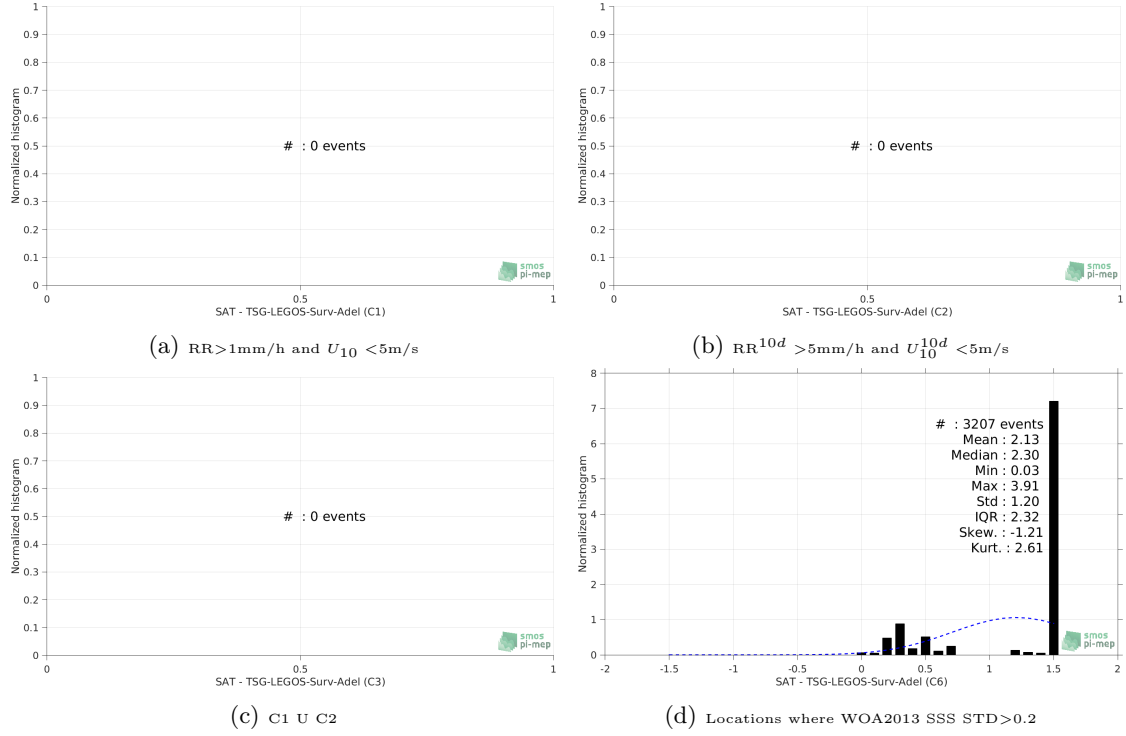 1
0.9
0.8
0.7
0.6
0.5
0.4
0.3
0.2
0.1
0
Normalized histogram
# : 0 events
smos
pi-mep
0 0.5 1
SAT - TSG-LEGOS-Surv-Adel (C1)
(a) RR>1mm/h and U10 <5m/s
1
0.9
0.8
0.7
0.6
0.5
0.4
0.3
0.2
0.1
0
Normalized histogram
# : 0 events
smos
pi-mep
0 0.5 1
SAT - TSG-LEGOS-Surv-Adel (C2)
(b) RR10d >5mm/h and U10d10 <5m/s
1
0.9
0.8
0.7
0.6
0.5
0.4
0.3
0.2
0.1
0
Normalized histogram
# : 0 events
smos
pi-mep
0 0.5 1
SAT - TSG-LEGOS-Surv-Adel (C3)
(c) C1 U C2
8
7
6
5
4
3
2
1
0
Normalized histogram
# : 3207 events
Mean : 2.13
Median : 2.30
Min : 0.03
Max : 3.91
Std : 1.20
IQR : 2.32
Skew. : -1.21
Kurt. : 2.61
smos
pi-mep
-2 -1.5 -1 -0.5 0 0.5 1 1.5 2
SAT - TSG-LEGOS-Surv-Adel (C6)
(d) Locations where WOA2013 SSS STD>0.2